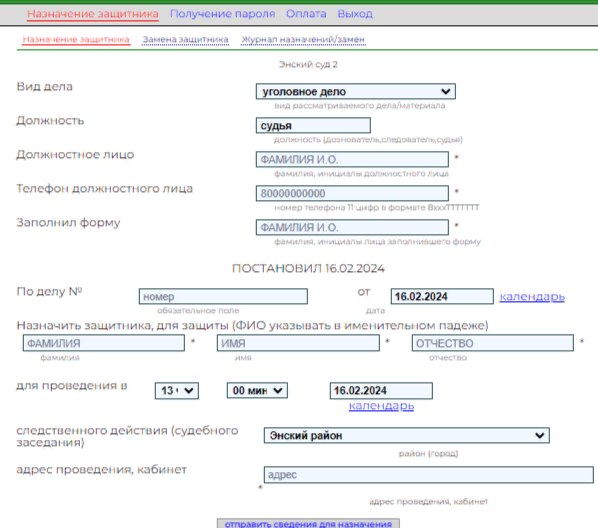 Назначение защитника Получение пароля Оплата Выход
Назначение защитника Замена защитника Журнал назначений/замен
Энский суд 2
Вид дела уголовное дело
вид рассматриваемого дела/материала
Должность судья
должность (дознователь,следователь,судья)
Должностное лицо ФАМИЛИЯ И.О. *
фамилия, инициалы должностного лица
Телефон должностного лица 80000000000 *
номер телефона 11 цифр в формате 8xxxТТТТТТТ
Заполнил форму ФАМИЛИЯ И.О. *
фамилия, инициалы лица заполнившего форму
ПОСТАНОВИЛ 16.02.2024
По делу № номер от 16.02.2024 календарь
обязательное поле дата
Назначить защитника, для защиты (ФИО указывать в именительном падеже)
ФАМИЛИЯ * ИМЯ * ОТЧЕСТВО *
фамилия имя отчество
для проведения в 13 00 мин 16.02.2024
календарь
следственного действия (судебного
заседания) Энский район
район (город)
адрес проведения, кабинет адрес
*
адрес проведения, кабинет
отправить сведения для назначения